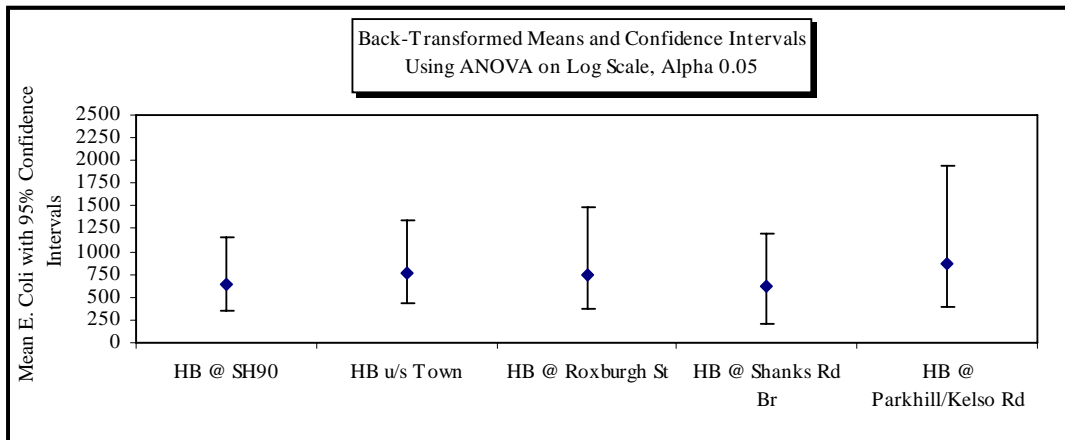 Back-Transformed Means and Confidence Intervals
Using ANOVA on Log Scale, Alpha 0.05
Mean E. Coli with 95% Confidence
Intervals
2500
2000
1750
1500
1250
1000
750
500
250
0
HB @ SH90
HB u/s Town
HB @ Roxburgh St
HB @ Shanks Rd
Br
HB @
Parkhill/Kelso Rd